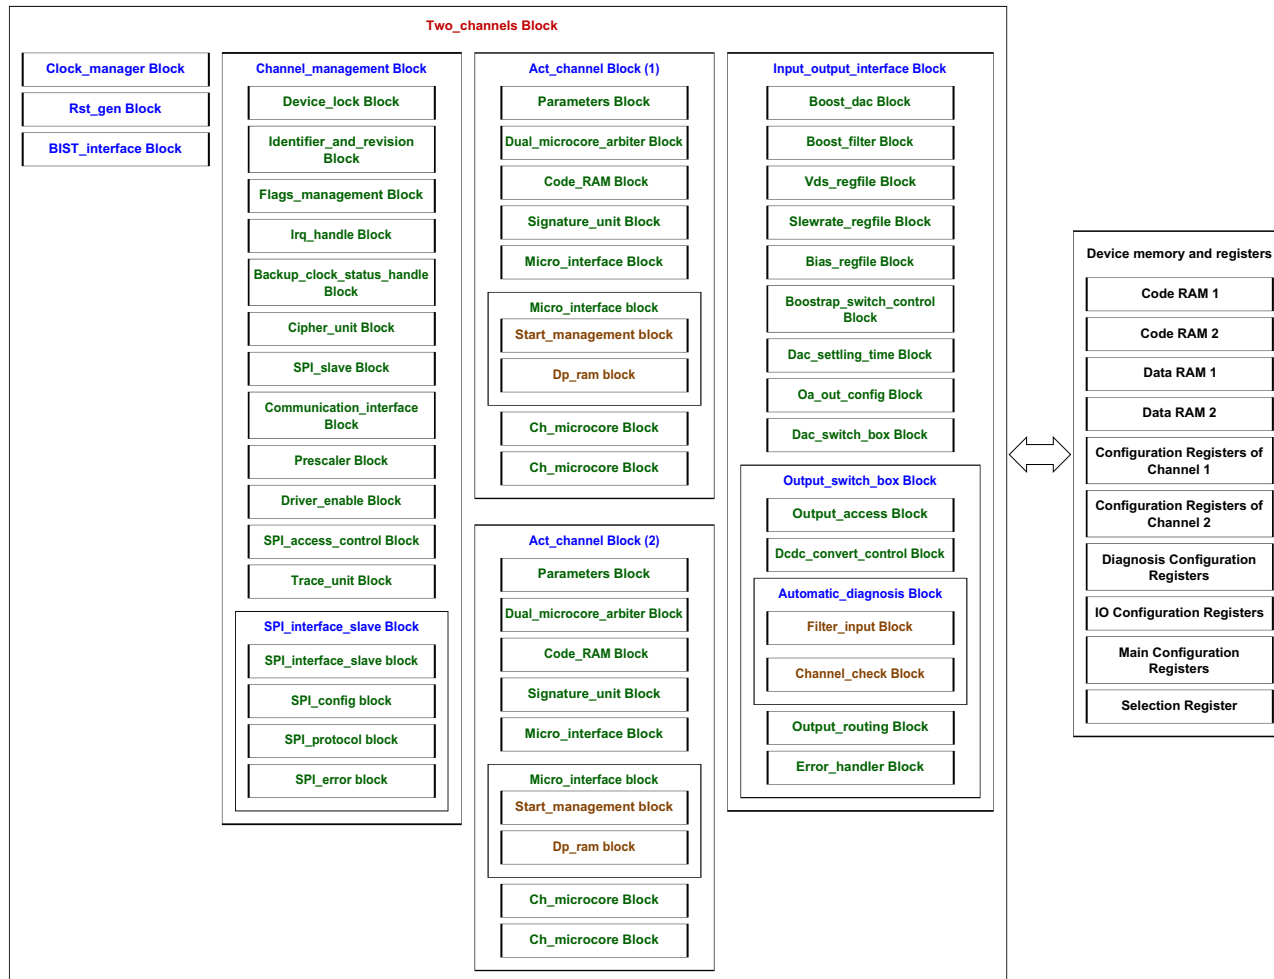 Two_channels Block
Clock_manager Block
Rst_gen Block
BIST_interface Block
Channel_management Block
Device_lock Block
Identifier_and_revision
Block
Flags_management Block
Irq_handle Block
Backup_clock_status_handle
Block
Cipher_unit Block
SPI_slave Block
Communication_interface
Block
Prescaler Block
Driver_enable Block
SPI_access_control Block
Trace_unit Block
SPI_interface_slave Block
SPI_interface_slave block
SPI_config block
SPI_protocol block
SPI_error block
Act_channel Block (1)
Parameters Block
Dual_microcore_arbiter Block
Code_RAM Block
Signature_unit Block
Micro_interface Block
Micro_interface block
Start_management block
Dp_ram block
Ch_microcore Block
Ch_microcore Block
Act_channel Block (2)
Parameters Block
Dual_microcore_arbiter Block
Code_RAM Block
Signature_unit Block
Micro_interface Block
Micro_interface block
Start_management block
Dp_ram block
Ch_microcore Block
Ch_microcore Block
Input_output_interface Block
Boost_dac Block
Boost_filter Block
Vds_regfile Block
Slewrate_regfile Block
Bias_regfile Block
Boostrap_switch_control
Block
Dac_settling_time Block
Oa_out_config Block
Dac_switch_box Block
Output_switch_box Block
Output_access Block
Dcdc_convert_control Block
Automatic_diagnosis Block
Filter_input Block
Channel_check Block
Output_routing Block
Error_handler Block
Device memory and registers
Code RAM 1
Code RAM 2
Data RAM 1
Data RAM 2
Configuration Registers of
Channel 1
Configuration Registers of
Channel 2
Diagnosis Configuration
Registers
IO Configuration Registers
Main Configuration
Registers
Selection Register